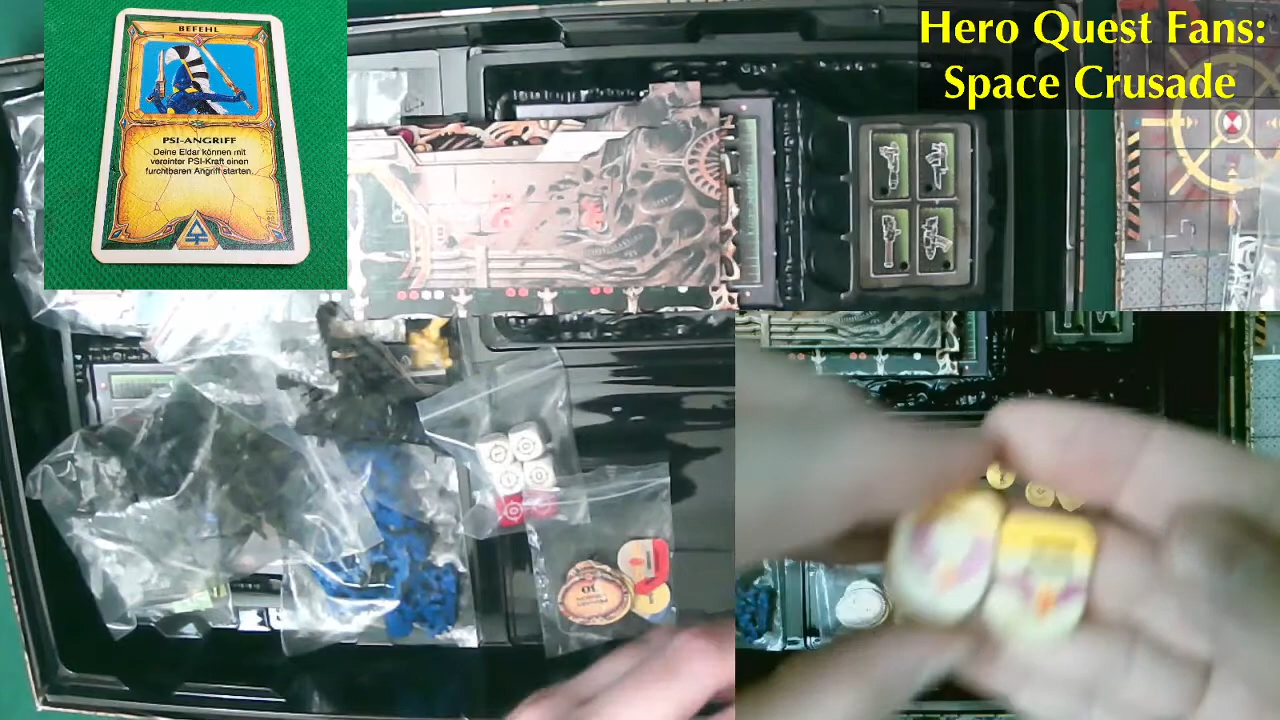 BEFEHL
PSI-ANGRIFF
Deine Eldar können mit
vereinter PSI-Kraft einen
furchtbaren Angriff starten.
Hero Quest Fans:
Space Crusade
10